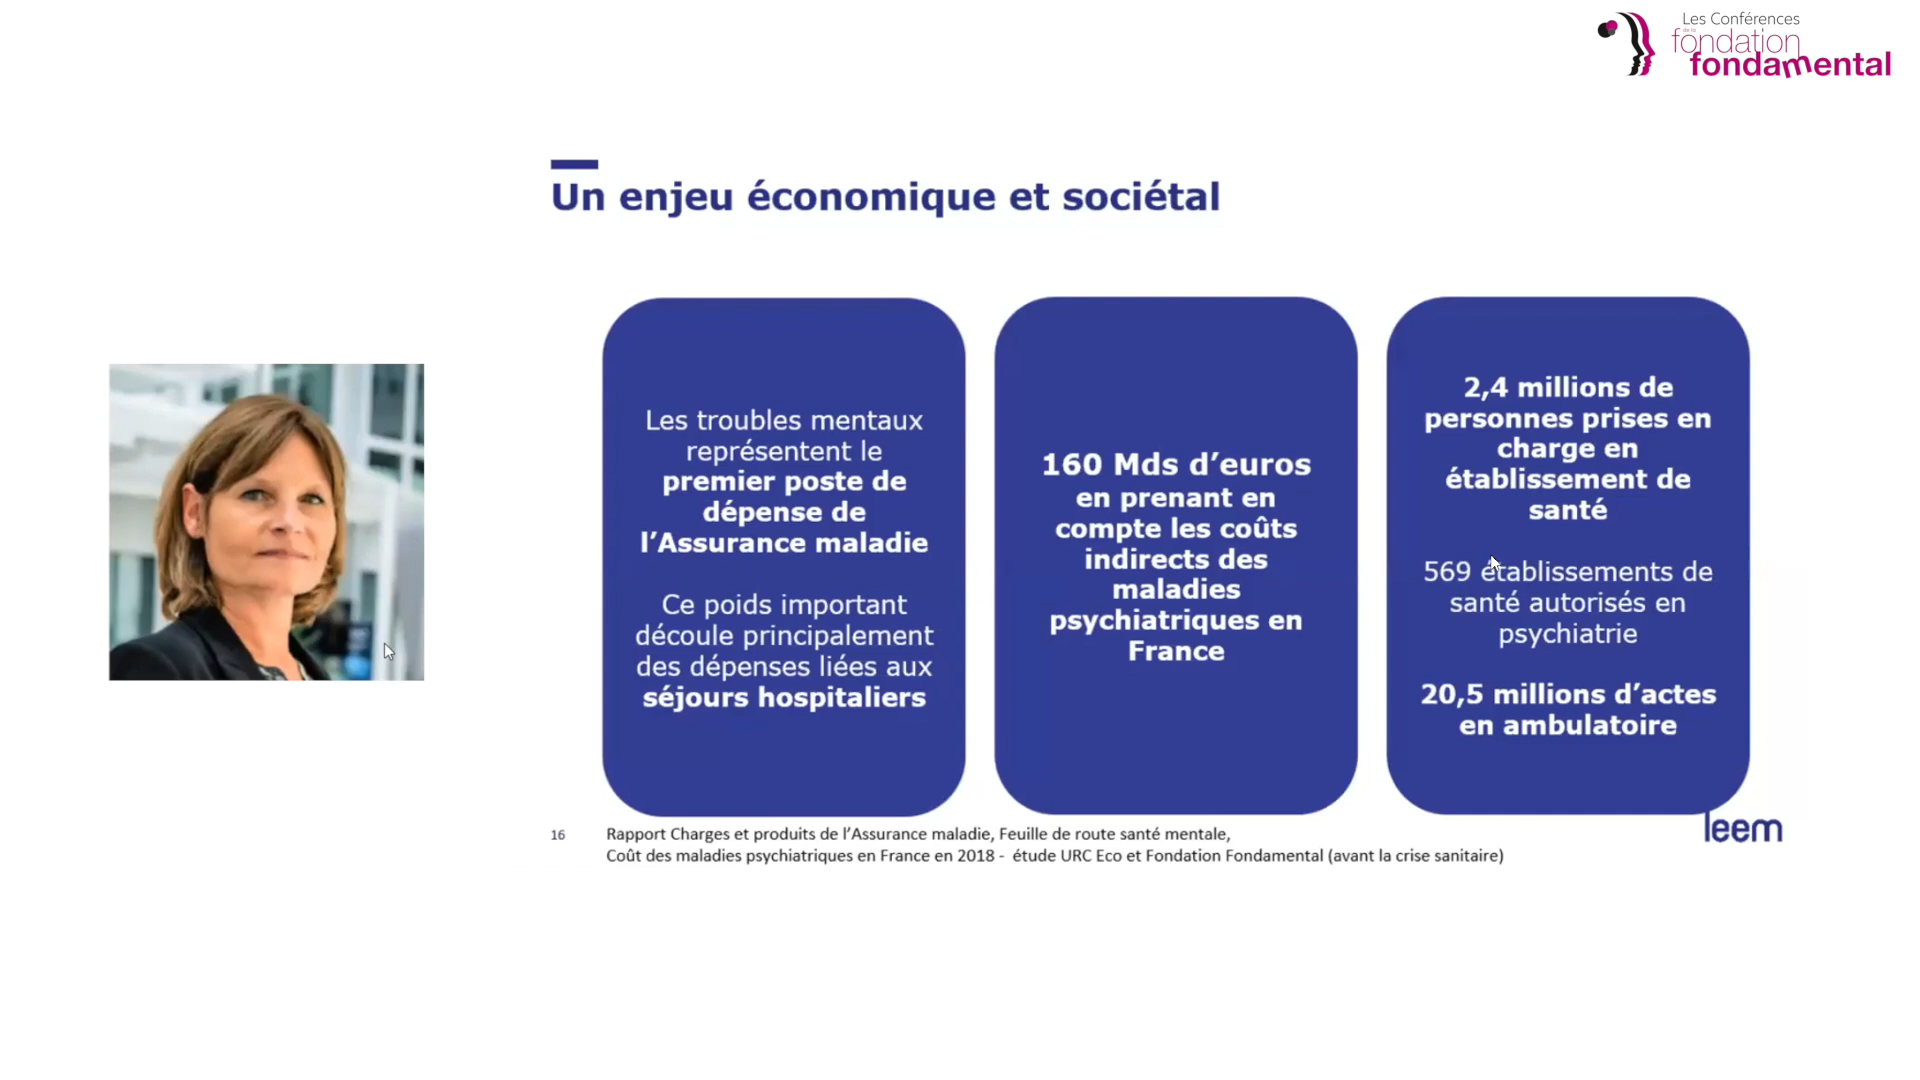 Les Conférences
de la
fondation
fondamental
Un enjeu économique et sociétal
Les troubles mentaux
représentent le
premier poste de
dépense de
l’Assurance maladie
Ce poids important
découle principalement
des dépenses liées aux
séjours hospitaliers
160 Mds d’euros
en prenant en
compte les coûts
indirects des
maladies
psychiatriques en
France
2,4 millions de
personnes prises en
charge en
établissement de
santé
569 établissements de
santé autorisés en
psychiatrie
20,5 millions d’actes
en ambulatoire
16
Rapport Charges et produits de l’Assurance maladie, Feuille de route santé mentale,
Coût des maladies psychiatriques en France en 2018 - étude URC Eco et Fondation Fondamental (avant la crise sanitaire)
leem